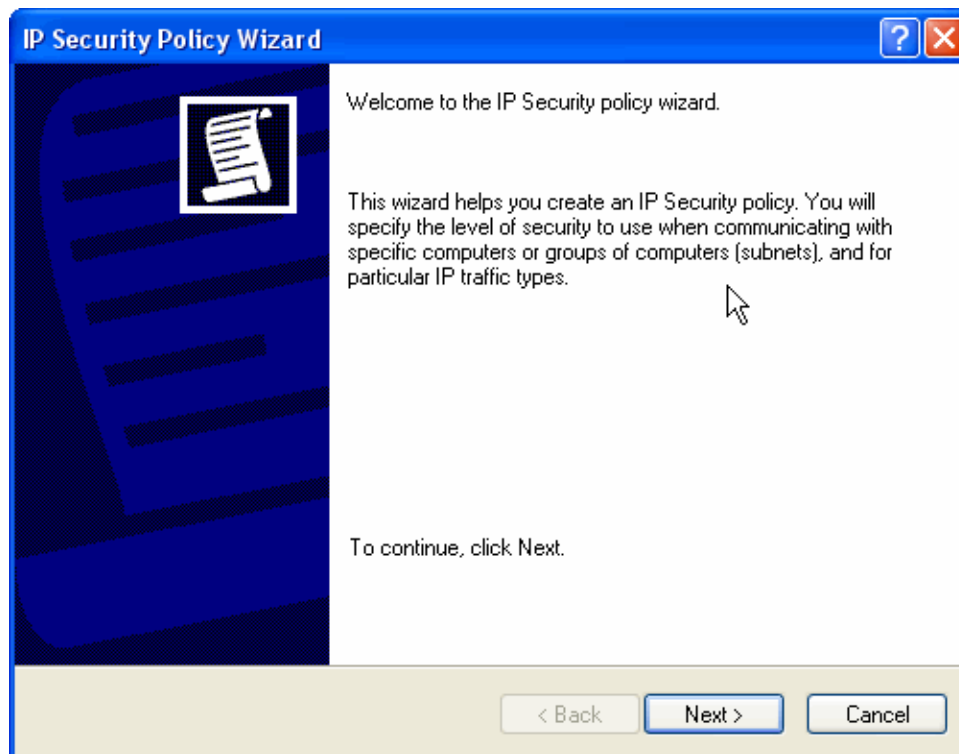 IP Security Policy Wizard
Welcome to the IP Security policy wizard.
This wizard helps you create an IP Security policy. You will
specify the level of security to use when communicating with
specific computers or groups of computers (subnets), and for
particular IP traffic types.
To continue, click Next.
< Back
Next >
Cancel